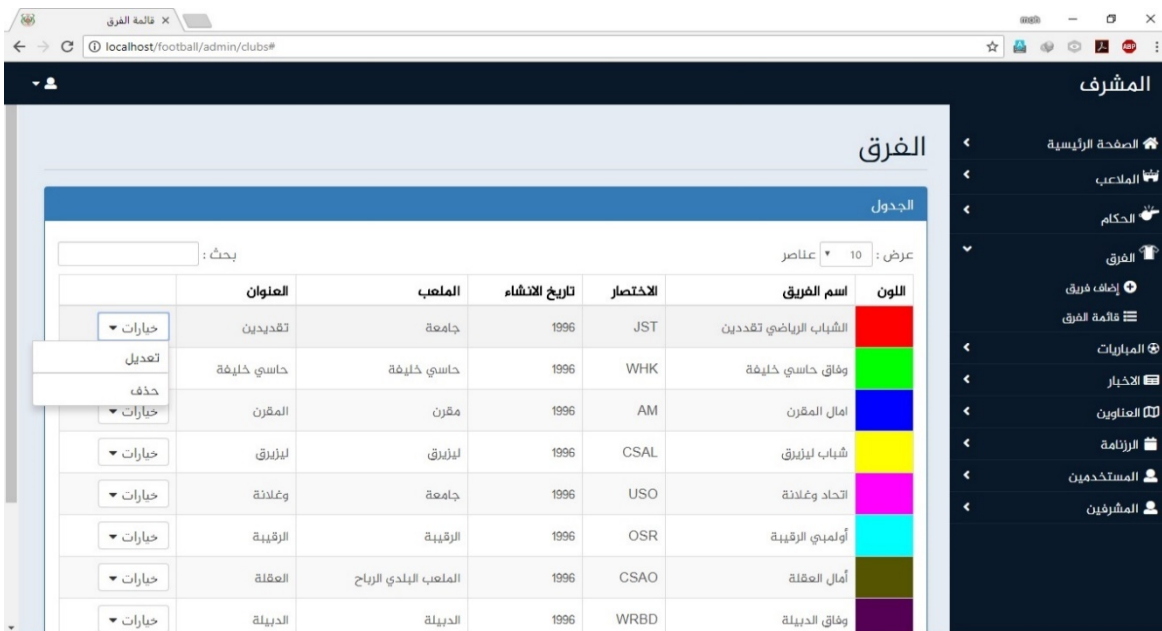 قائمة الفرق
localhost/football/admin/clubs#
المشرف
الصفحة الرئيسية
الملاعب
الحكام
الفرق
إضاف فريق
قائمة الفرق
المباريات
الاخبار
العناوين
الرزنامة
المستخدمين
المشرفين
الفرق
الجدول
عرض : 10 عناصر بحث :
اللون اسم الفريق الاختصار تاريخ الانشاء الملعب العنوان
الشباب الرياضي تقددين JST 1996 جامعة تقديدين خيارات
تعديل
حذف
وفاق حاسي خليفة WHK 1996 حاسي خليفة حاسي خليفة
امال المقرن AM 1996 مقرن المقرن خيارات
شباب ليزيرق CSAL 1996 ليزيرق ليزيرق خيارات
اتحاد وغلانة USO 1996 جامعة وغلانة خيارات
أولمبي الرقيبة OSR 1996 الرقيبة الرقيبة خيارات
أمال العقلة CSAO 1996 الملعب البلدي الرباح العقلة خيارات
وفاق الدبيلة WRBD 1996 الدبيلة الدبيلة خيارات
ABP